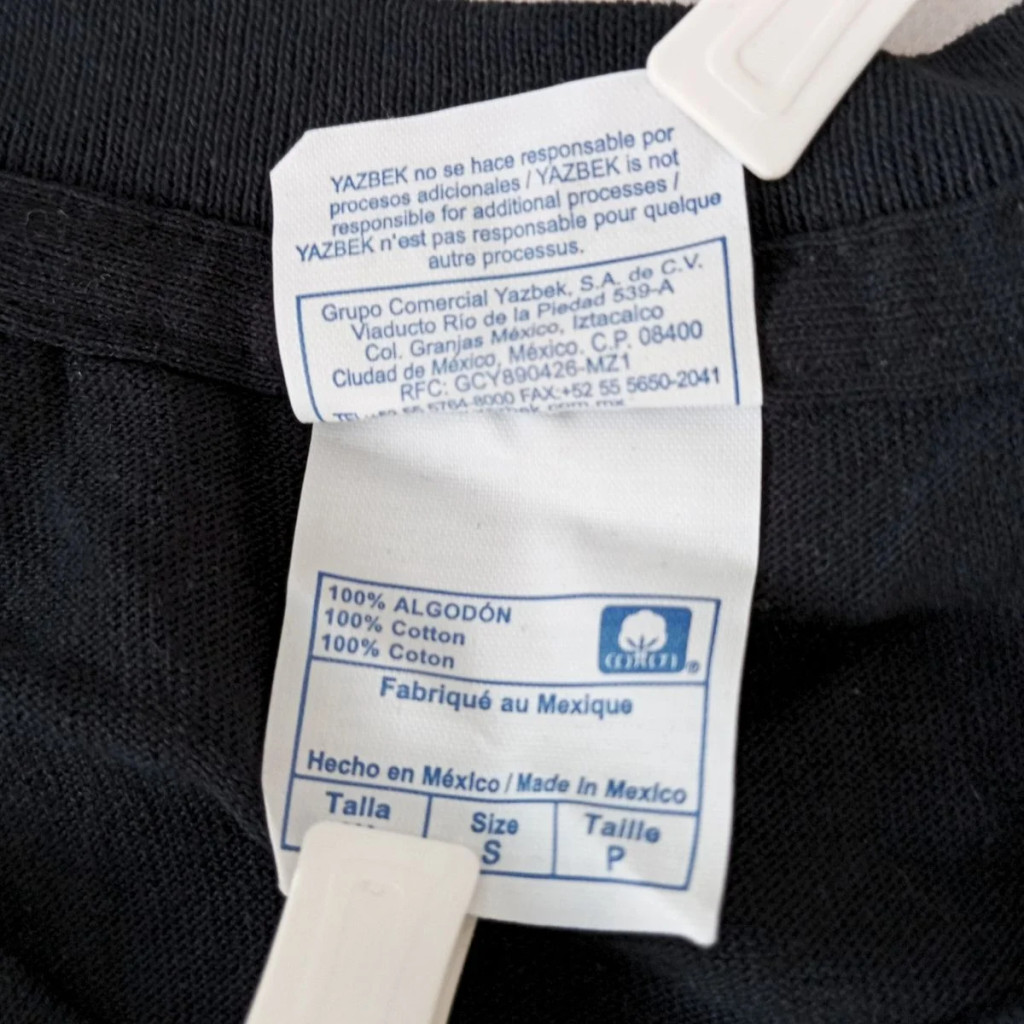 YAZBEK no se hace responsable por
procesos adicionales / YAZBEK is not
responsible for additional processes /
YAZBEK n'est pas responsable pour quelque
autre processus.
Grupo Comercial Yazbek, S.A. de C.V.
Viaducto Río de la Piedad 539-A
Col. Granjas México, Iztacalco
Ciudad de México, México. C.P. 08400
RFC: GCY890426-MZ1
5764-8000 FAX:+52 55 5650-2041
100% ALGODÓN
100% Cotton
100% Coton
COTTON ®
Fabriqué au Mexique
Hecho en México / Made In Mexico
Talla Size Taille
S P